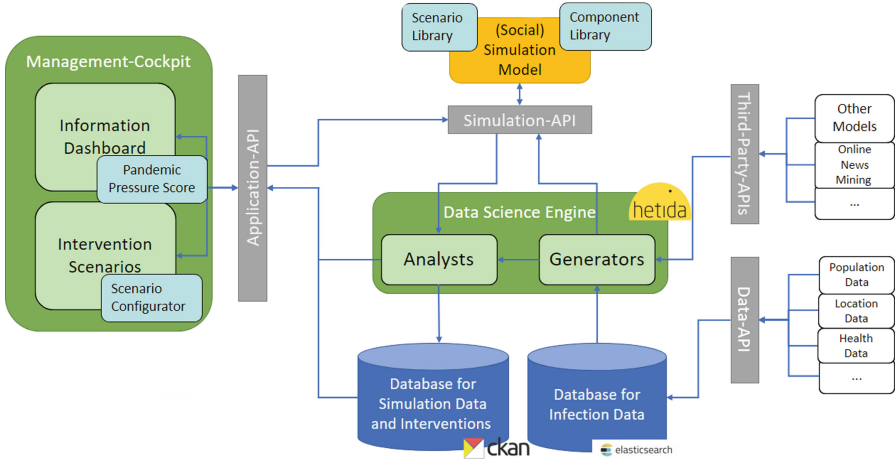 Management-Cockpit
Information
Dashboard
Pandemic
Pressure Score
Intervention
Scenarios
Scenario
Configurator
Application-API
Scenario
Library
(Social)
Simulation
Model
Component
Library
Simulation-API
Data Science Engine
hetida
Analysts
Generators
Database for
Simulation Data
and Interventions
ckan
Database for
Infection Data
elasticsearch
Third-Party-APIs
Other
Models
Online
News
Mining
...
Data-API
Population
Data
Location
Data
Health
Data
...